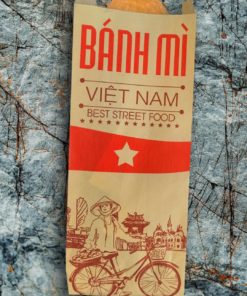 BÁNH MÌ
VIỆT NAM
BEST STREET FOOD